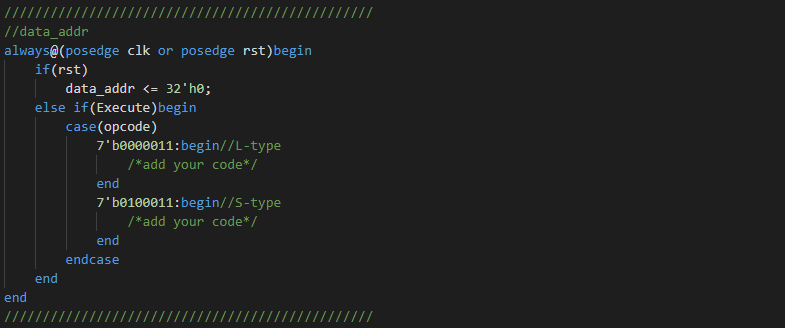 ////////////////////////////////////////////////
//data_addr
always@(posedge clk or posedge rst)begin
    if(rst)
        data_addr <= 32'h0;
    else if(Execute)begin
        case(opcode)
            7'b0000011:begin//L-type
                /*add your code*/
            end
            7'b0100011:begin//S-type
                /*add your code*/
            end
        endcase
    end
end
////////////////////////////////////////////////